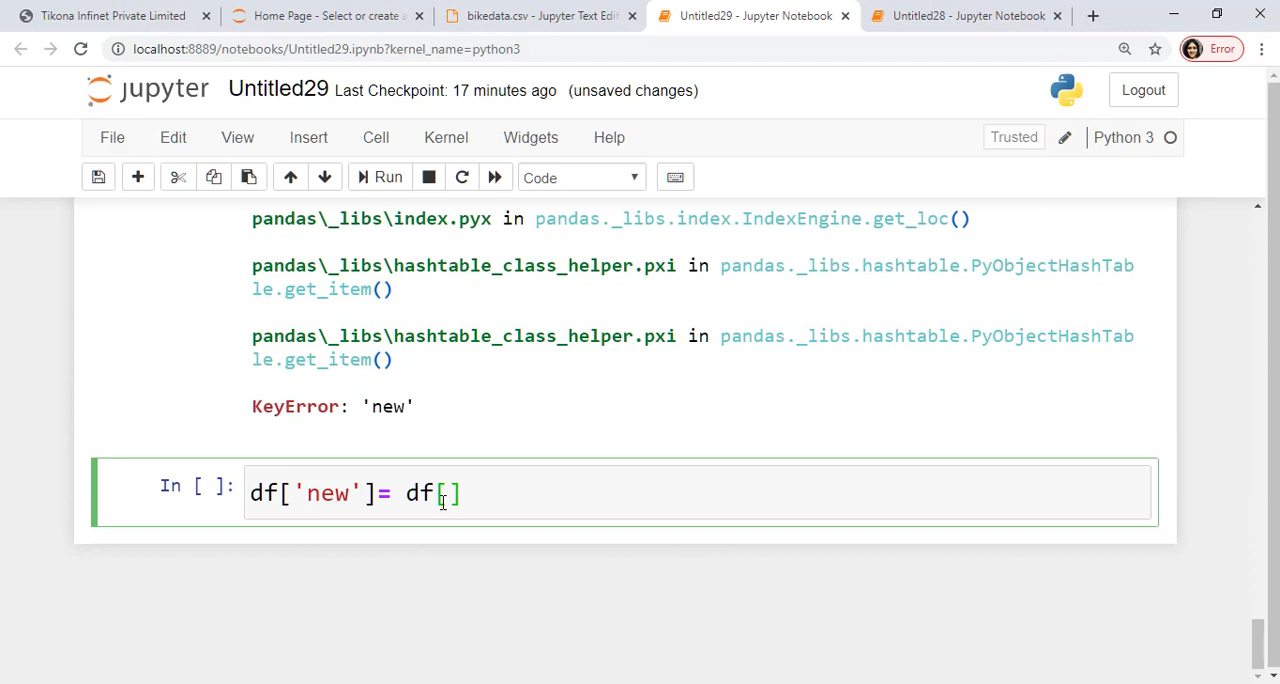 Tikona Infinet Private Limited
Home Page - Select or create a
bikedata.csv - Jupyter Text Edit
Untitled29 - Jupyter Notebook
Untitled28 - Jupyter Notebook
localhost:8889/notebooks/Untitled29.ipynb?kernel_name=python3
Error
jupyter Untitled29 Last Checkpoint: 17 minutes ago (unsaved changes)
Logout
File Edit View Insert Cell Kernel Widgets Help
Trusted
Python 3
Run
Code
pandas\_libs\index.pyx in pandas._libs.index.IndexEngine.get_loc()
pandas\_libs\hashtable_class_helper.pxi in pandas._libs.hashtable.PyObjectHashTab
le.get_item()
pandas\_libs\hashtable_class_helper.pxi in pandas._libs.hashtable.PyObjectHashTab
le.get_item()
KeyError: 'new'
In [ ]: df['new']= df[]